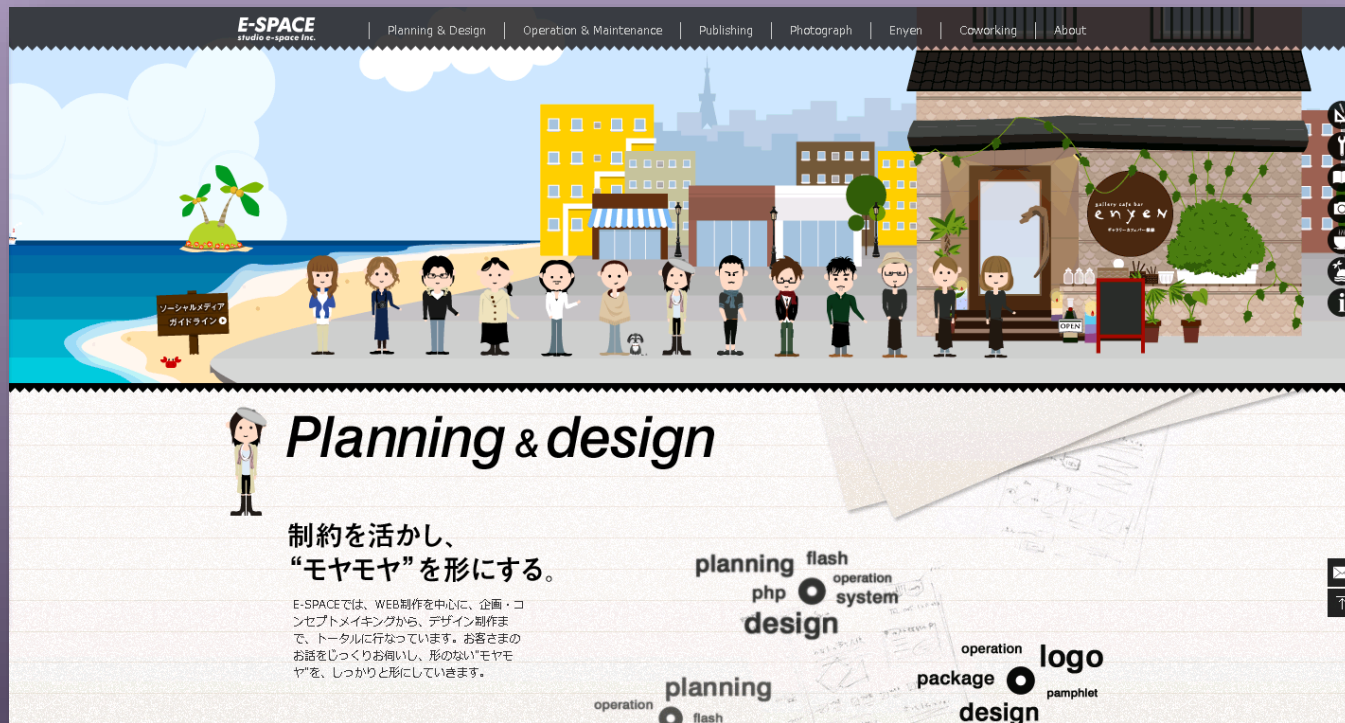 E-SPACE
studio e-space Inc.
Planning & Design
Operation & Maintenance
Publishing
Photograph
Enyen
Coworking
About
gallery cafe bar
enyen
ソーシャルメディア
ガイドライン
OPEN
Planning & design
制約を活かし、
“モヤモヤ”を形にする。
E-SPACEでは、WEB制作を中心に、企画・コ
ンセプトメイキングから、デザイン制作ま
で、トータルに行なっています。お客さまの
お話をじっくりお伺いし、形のない"モヤモ
ヤ"を、しっかりと形にしていきます。
planning
flash
operation
php
system
design
operation
logo
package
pamphlet
design
planning
operation
flash